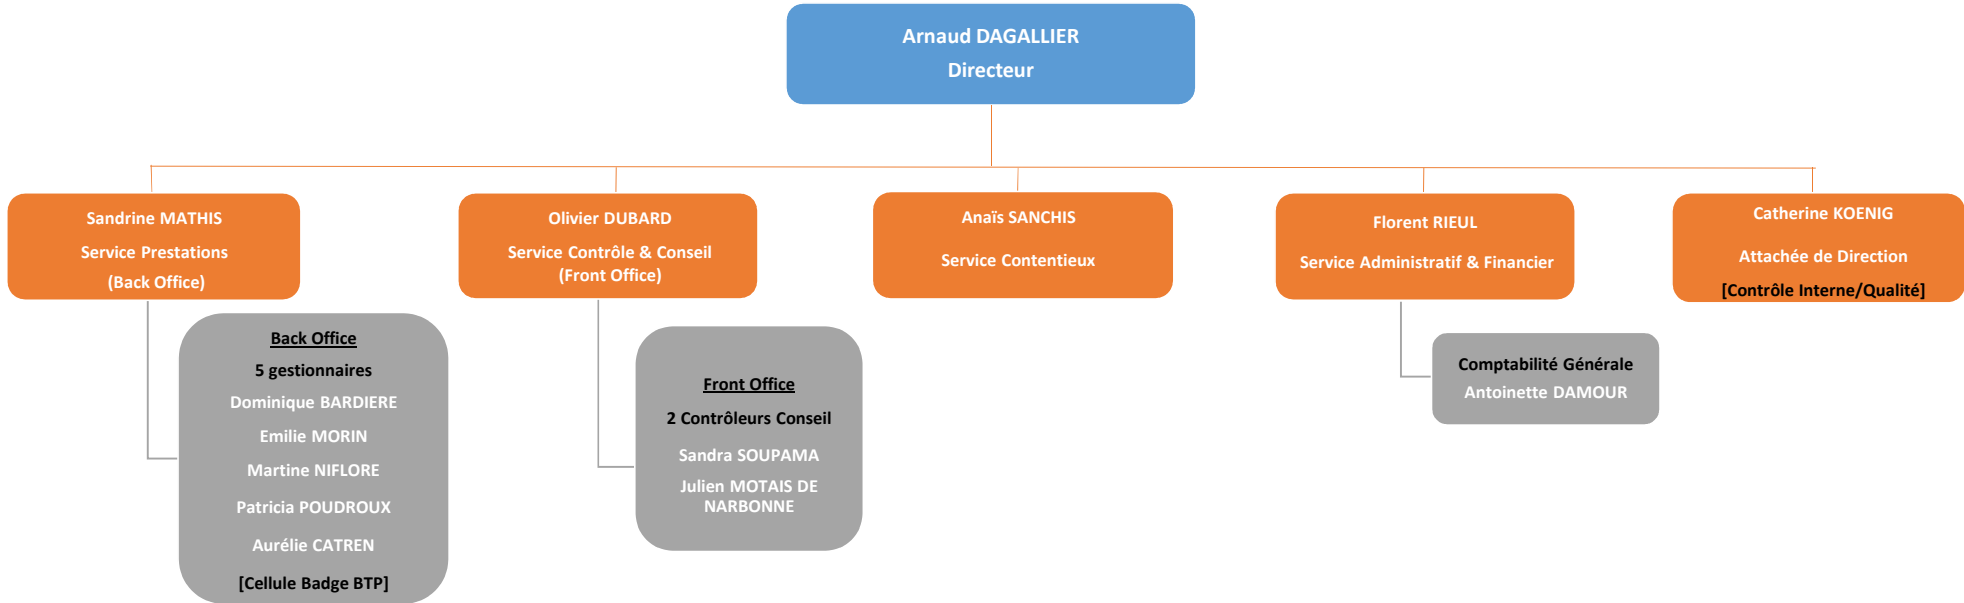 Arnaud DAGALLIER
Directeur
Sandrine MATHIS
Service Prestations
(Back Office)
Olivier DUBARD
Service Contrôle & Conseil
(Front Office)
Anaïs SANCHIS
Service Contentieux
Florent RIEUL
Service Administratif & Financier
Catherine KOENIG
Attachée de Direction
[Contrôle Interne/Qualité]
Back Office
5 gestionnaires
Dominique BARDIERE
Emilie MORIN
Martine NIFLORE
Patricia POUDROUX
Aurélie CATREN
[Cellule Badge BTP]
Front Office
2 Contrôleurs Conseil
Sandra SOUPAMA
Julien MOTAIS DE
NARBONNE
Comptabilité Générale
Antoinette DAMOUR